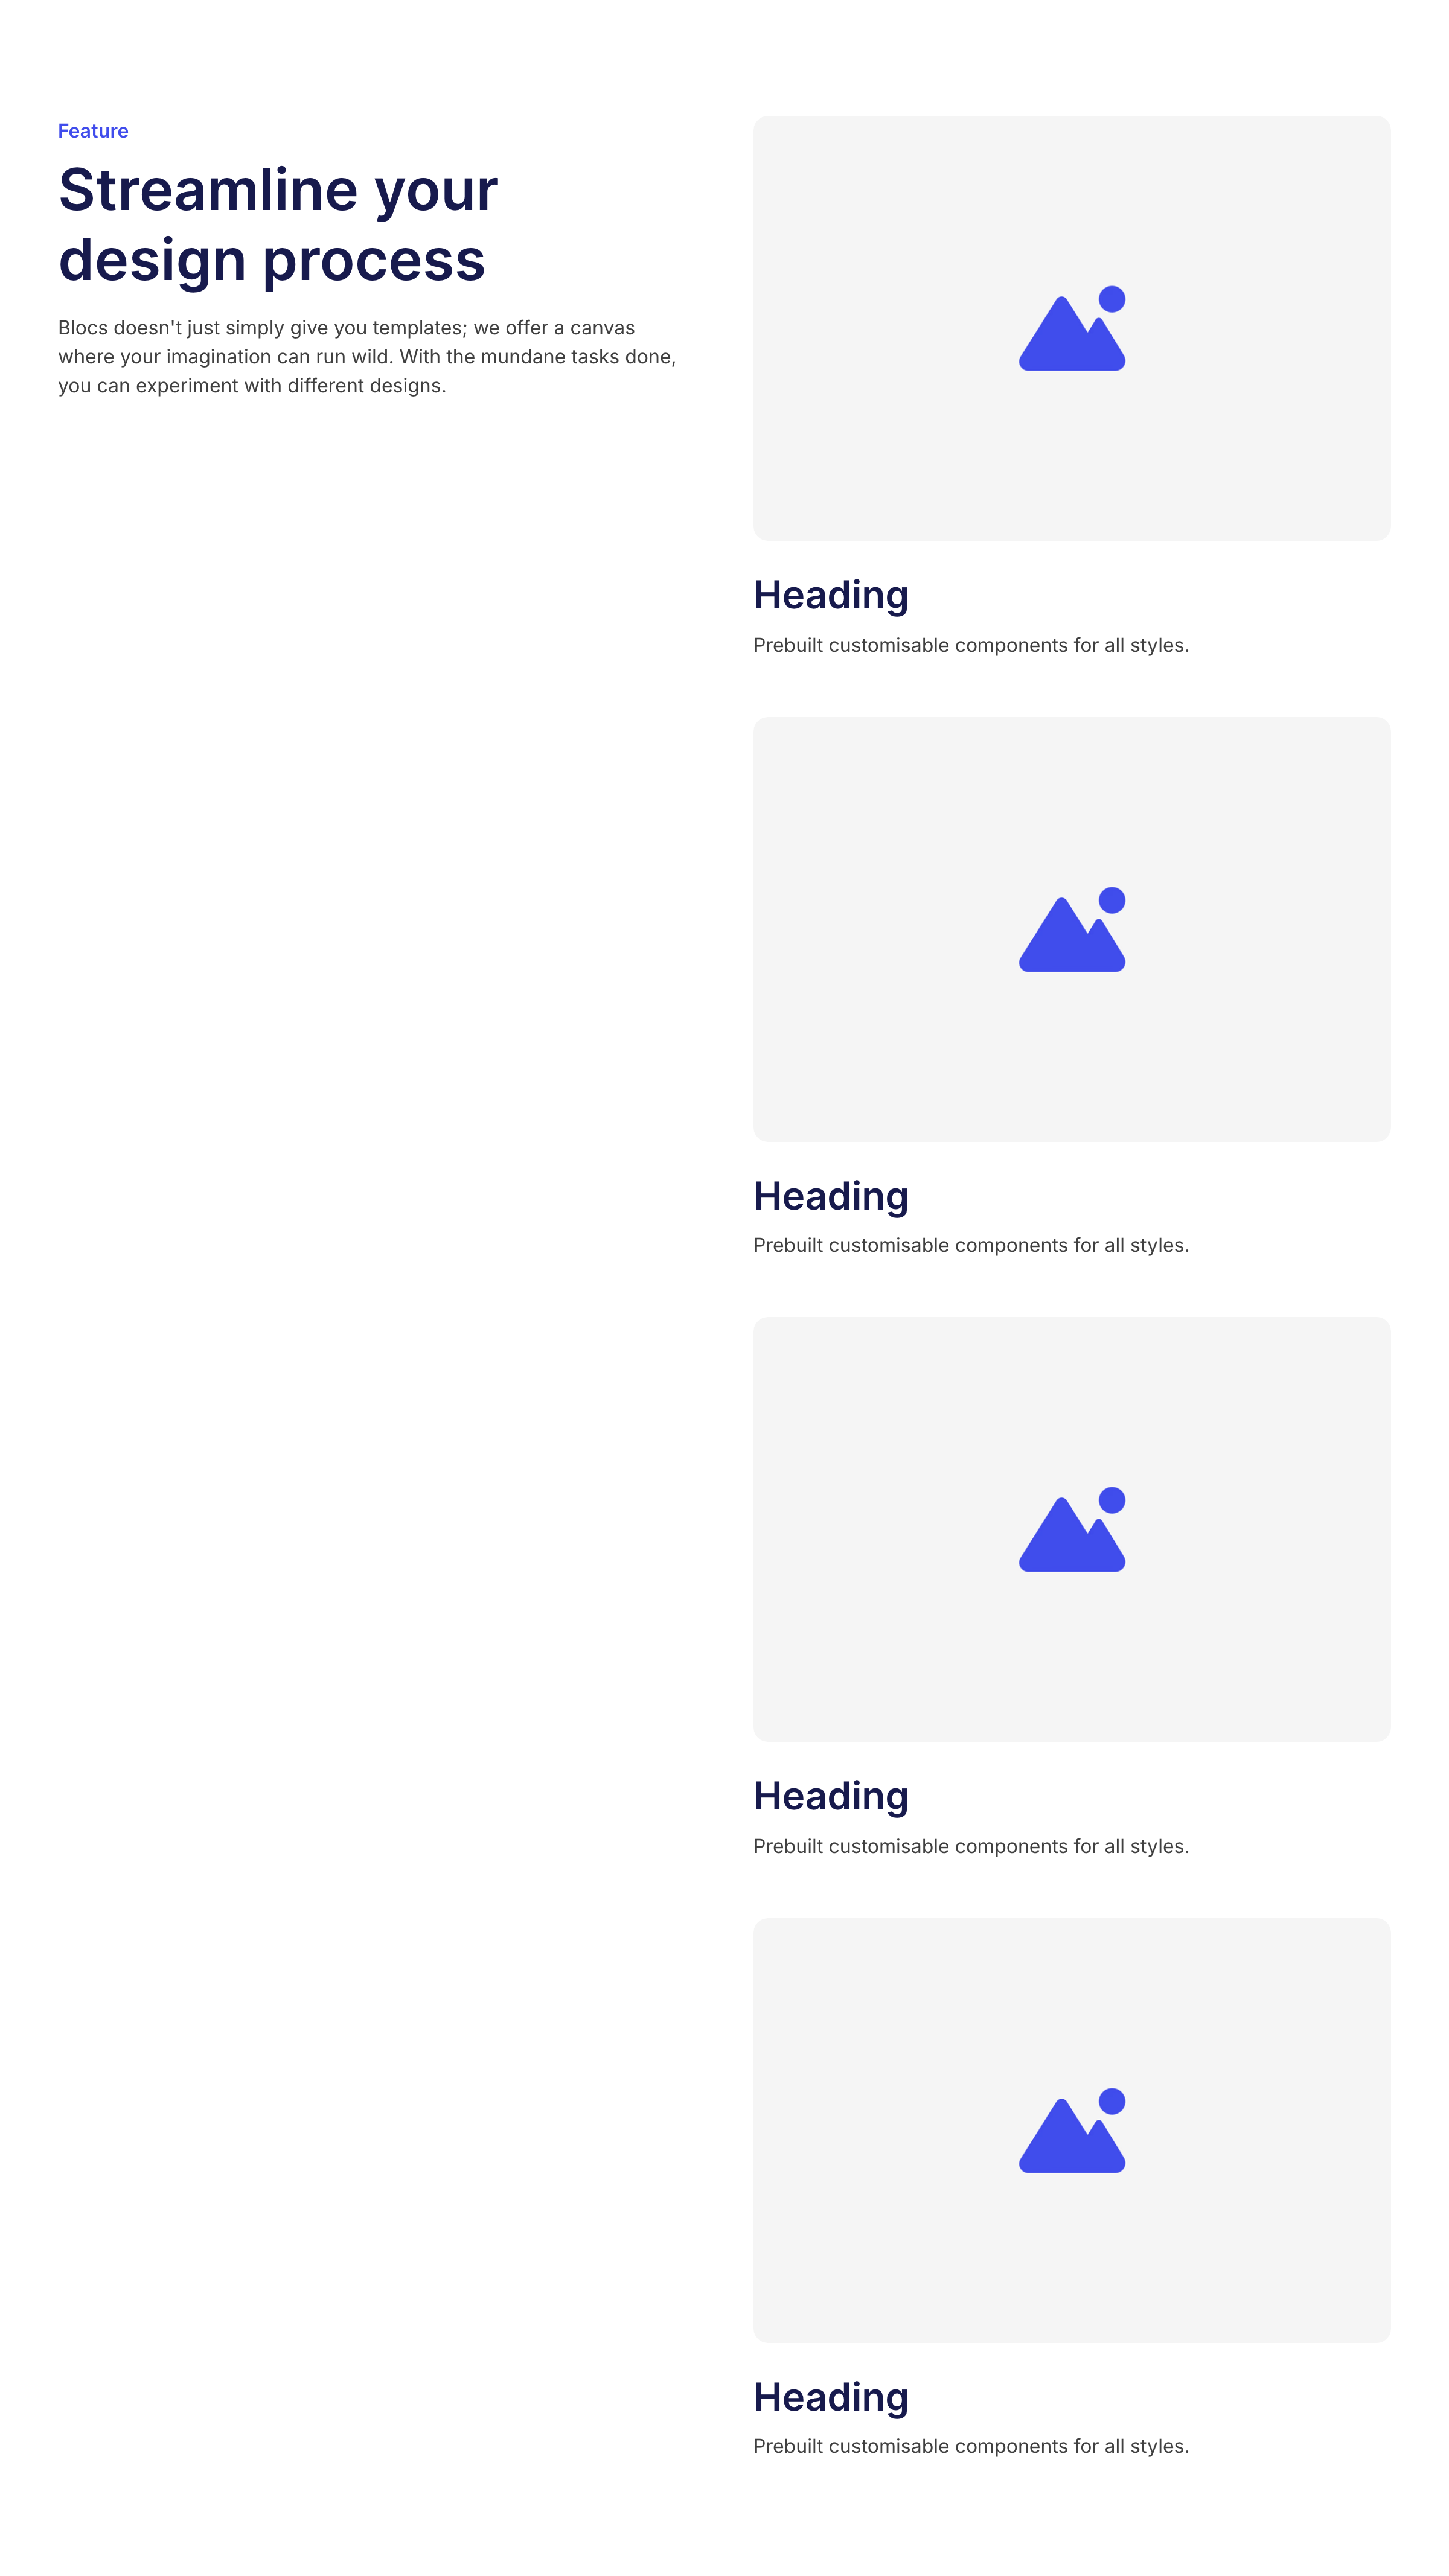 Feature
Streamline your
design process
Blocs doesn't just simply give you templates; we offer a canvas
where your imagination can run wild. With the mundane tasks done,
you can experiment with different designs.
Heading
Prebuilt customisable components for all styles.
Heading
Prebuilt customisable components for all styles.
Heading
Prebuilt customisable components for all styles.
Heading
Prebuilt customisable components for all styles.